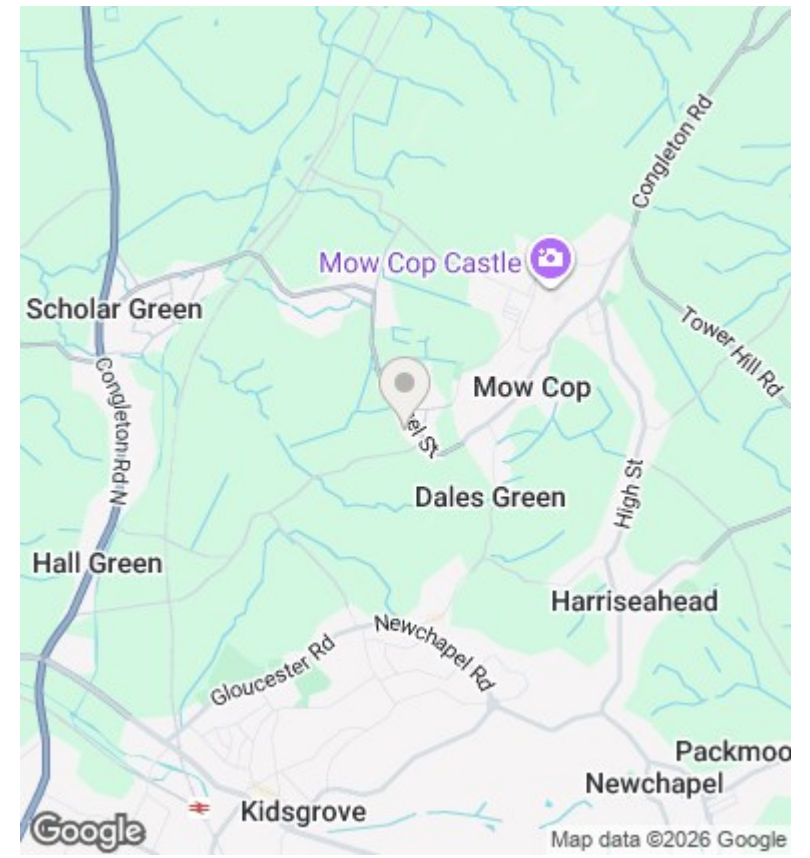 Congleton Rd
Mow Cop Castle
Scholar Green
Tower Hill Rd
Mow Cop
Congleton Rd N
el St
High St
Dales Green
Hall Green
Harriseahead
Newchapel Rd
Gloucester Rd
Packmoo
Newchapel
Kidsgrove
Google
Map data ©2026 Google